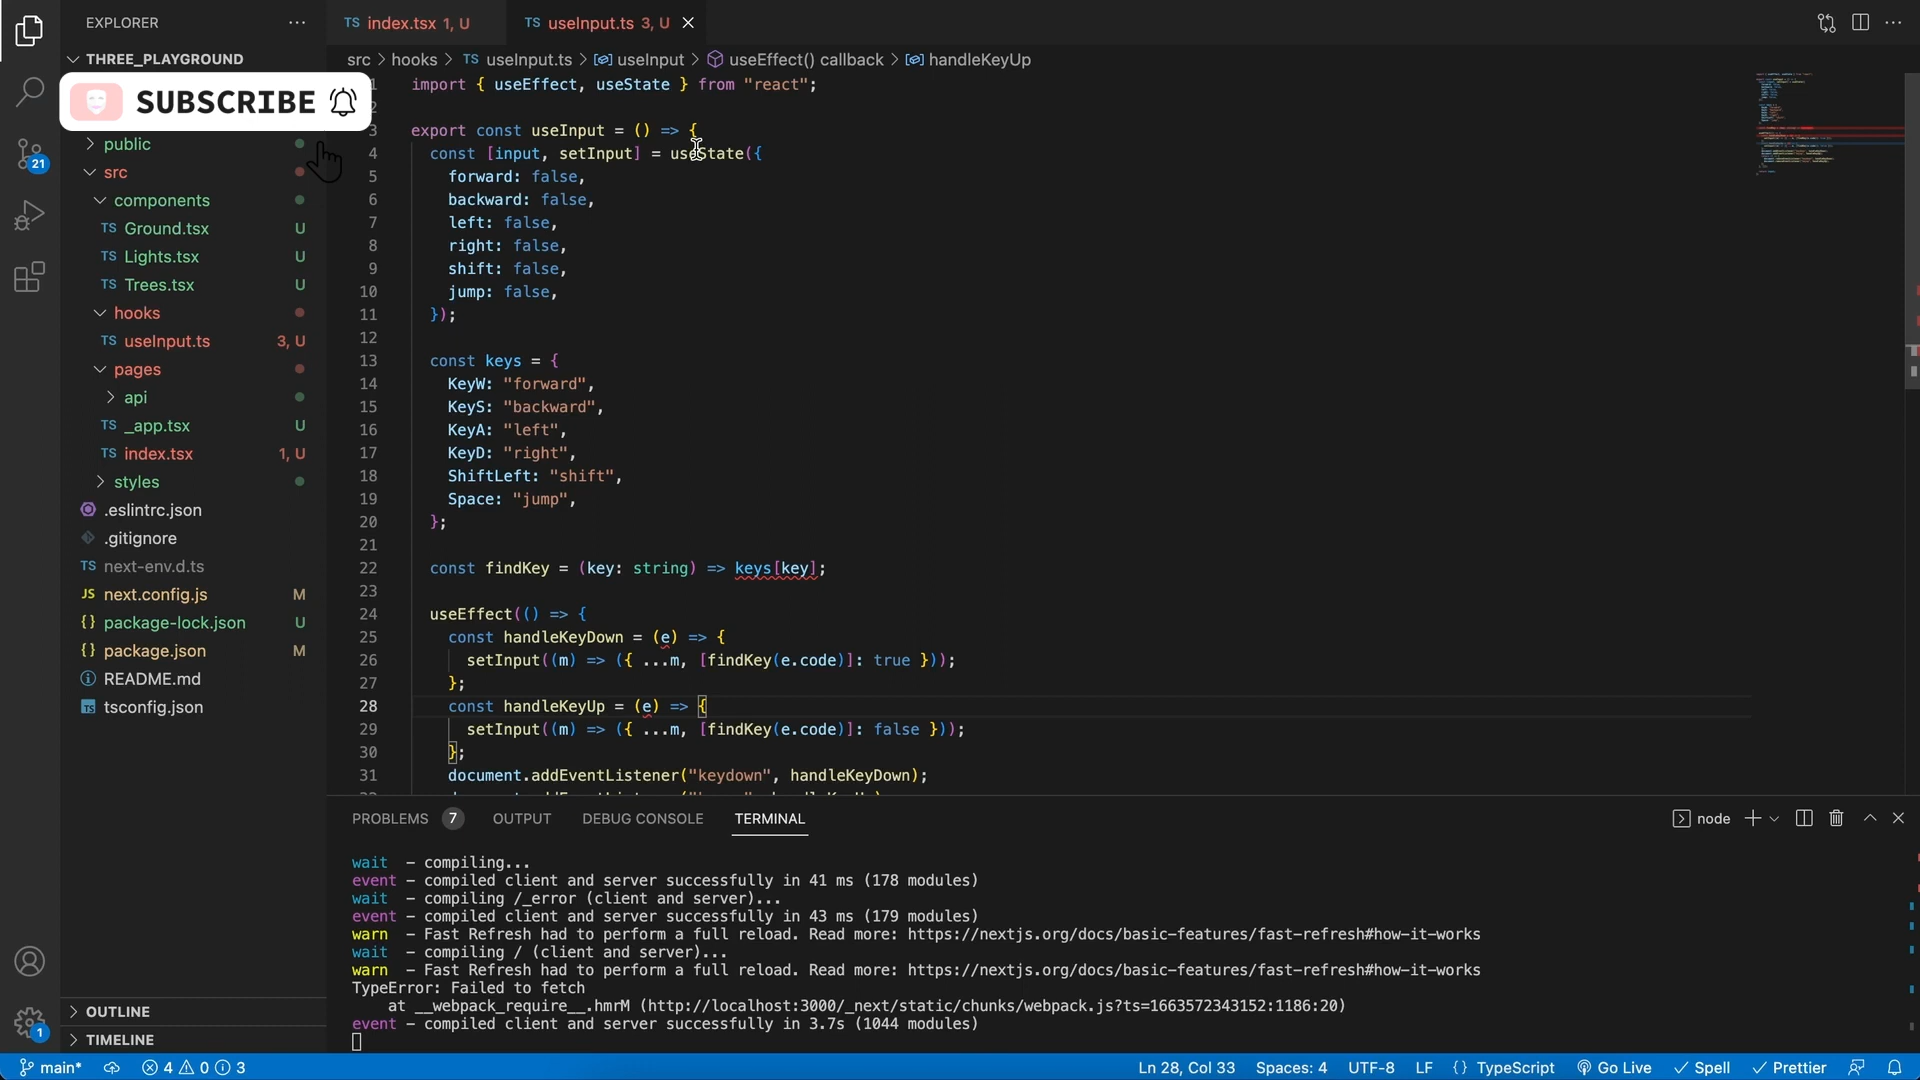 EXPLORER
THREE_PLAYGROUND
SUBSCRIBE
public
src
components
TS Ground.tsx U
TS Lights.tsx U
TS Trees.tsx U
hooks
TS useInput.ts 3, U
pages
api
TS _app.tsx U
TS index.tsx 1, U
styles
.eslintrc.json
.gitignore
TS next-env.d.ts
JS next.config.js M
{} package-lock.json U
{} package.json M
README.md
tsconfig.json
OUTLINE
TIMELINE
21
1
TS index.tsx 1, U
TS useInput.ts 3, U
src > hooks > TS useInput.ts > useInput > useEffect() callback > handleKeyUp
1 import { useEffect, useState } from "react";
2
3 export const useInput = () => {
4 const [input, setInput] = useState({
5 forward: false,
6 backward: false,
7 left: false,
8 right: false,
9 shift: false,
10 jump: false,
11 });
12
13 const keys = {
14 KeyW: "forward",
15 KeyS: "backward",
16 KeyA: "left",
17 KeyD: "right",
18 ShiftLeft: "shift",
19 Space: "jump",
20 };
21
22 const findKey = (key: string) => keys[key];
23
24 useEffect(() => {
25 const handleKeyDown = (e) => {
26 setInput((m) => ({ ...m, [findKey(e.code)]: true }));
27 };
28 const handleKeyUp = (e) => {
29 setInput((m) => ({ ...m, [findKey(e.code)]: false }));
30 };
31 document.addEventListener("keydown", handleKeyDown);
PROBLEMS 7 OUTPUT DEBUG CONSOLE TERMINAL
node
wait - compiling...
event - compiled client and server successfully in 41 ms (178 modules)
wait - compiling /_error (client and server)...
event - compiled client and server successfully in 43 ms (179 modules)
warn - Fast Refresh had to perform a full reload. Read more: https://nextjs.org/docs/basic-features/fast-refresh#how-it-works
wait - compiling / (client and server)...
warn - Fast Refresh had to perform a full reload. Read more: https://nextjs.org/docs/basic-features/fast-refresh#how-it-works
TypeError: Failed to fetch
at __webpack_require__.hmrM (http://localhost:3000/_next/static/chunks/webpack.js?ts=1663572343152:1186:20)
event - compiled client and server successfully in 3.7s (1044 modules)
main* 4 0 3 Ln 28, Col 33 Spaces: 4 UTF-8 LF {} TypeScript Go Live Spell Prettier